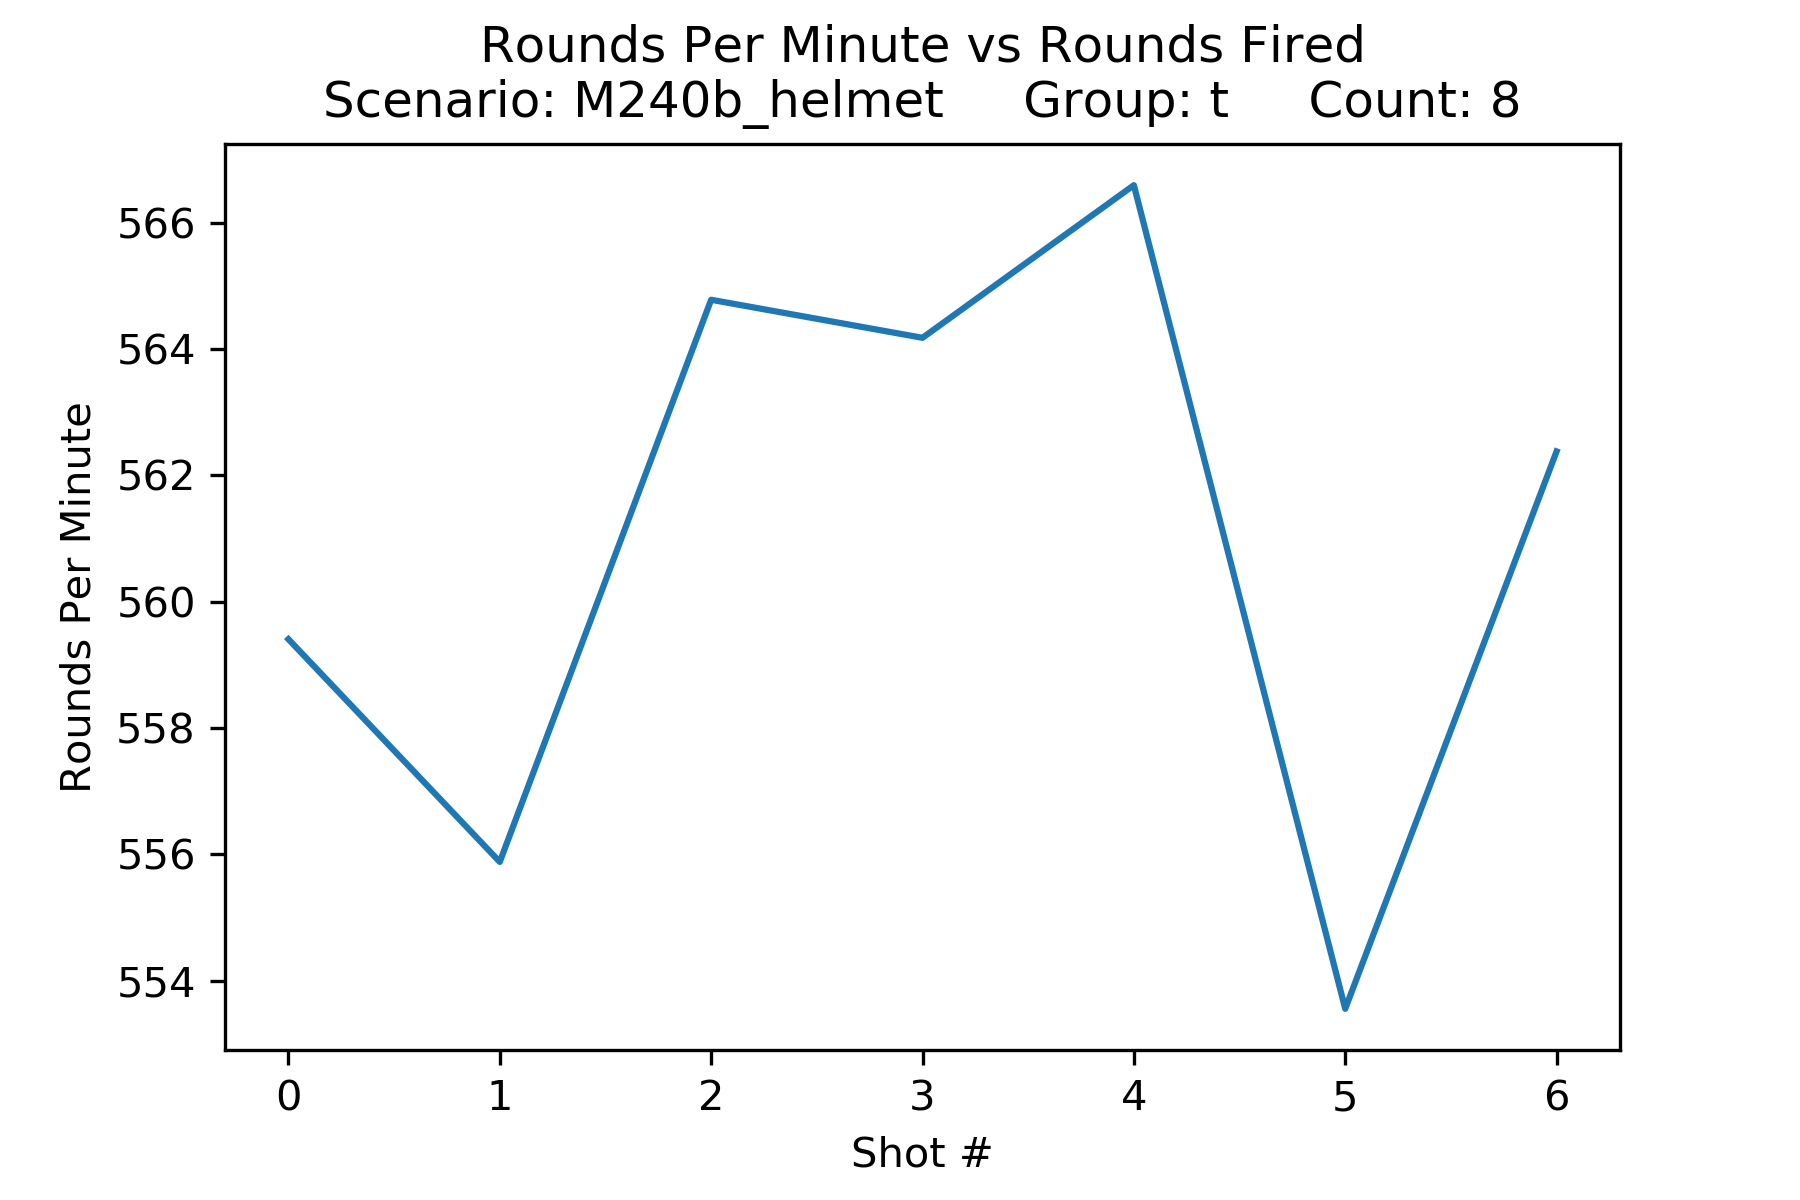 Rounds Per Minute vs Rounds Fired
Scenario: M240b_helmet     Group: t     Count: 8
566
564
562
560
558
556
554
Rounds Per Minute
0 1 2 3 4 5 6
Shot #